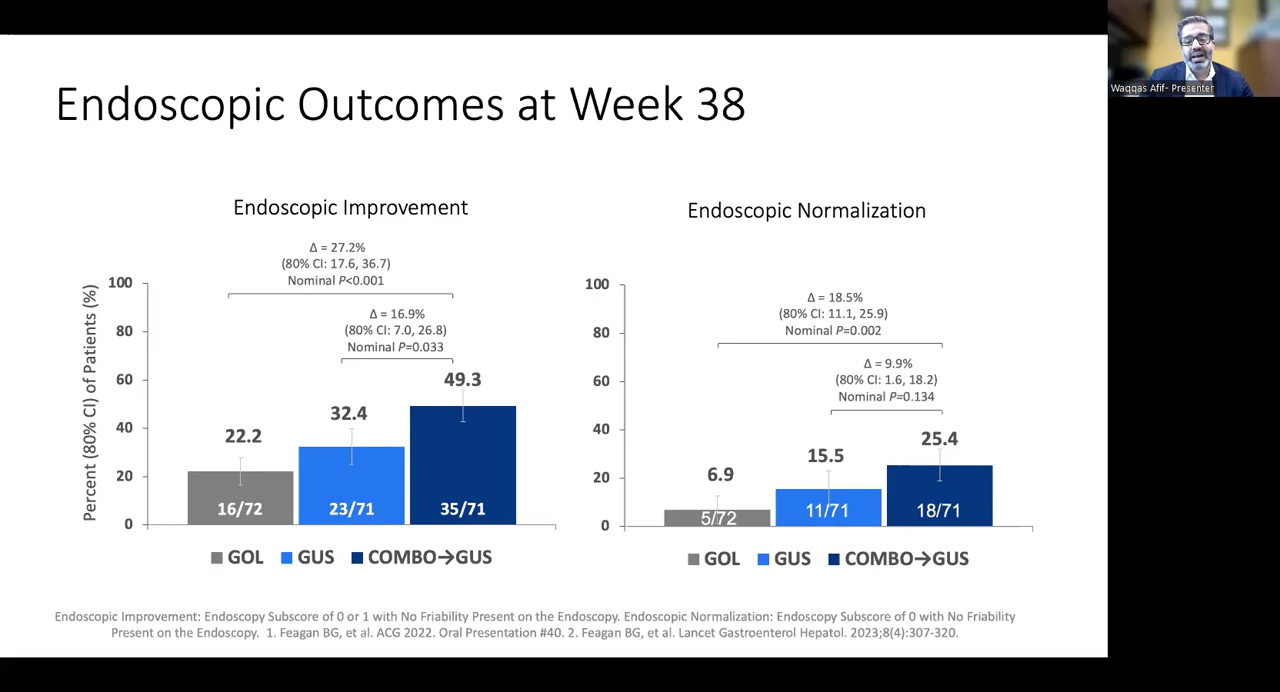 Waqqas Afif- Presenter
Endoscopic Outcomes at Week 38
Endoscopic Improvement
Δ = 27.2%
(80% CI: 17.6, 36.7)
Nominal P<0.001
Δ = 16.9%
(80% CI: 7.0, 26.8)
Nominal P=0.033
Percent (80% CI) of Patients (%)
100
80
60
40
20
0
22.2
32.4
49.3
16/72
23/71
35/71
GOL
GUS
COMBO→GUS
Endoscopic Normalization
Δ = 18.5%
(80% CI: 11.1, 25.9)
Nominal P=0.002
Δ = 9.9%
(80% CI: 1.6, 18.2)
Nominal P=0.134
100
80
60
40
20
0
6.9
15.5
25.4
5/72
11/71
18/71
GOL
GUS
COMBO→GUS
Endoscopic Improvement: Endoscopy Subscore of 0 or 1 with No Friability Present on the Endoscopy. Endoscopic Normalization: Endoscopy Subscore of 0 with No Friability
Present on the Endoscopy. 1. Feagan BG, et al. ACG 2022. Oral Presentation #40. 2. Feagan BG, et al. Lancet Gastroenterol Hepatol. 2023;8(4):307-320.